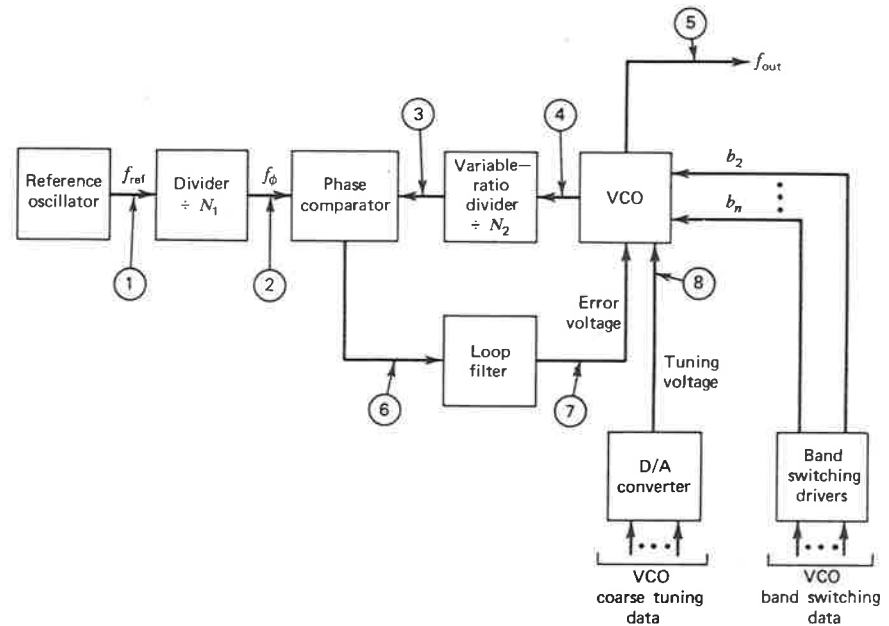 5
f_out
3
4
Reference
oscillator
f_ref
Divider
÷ N_1
f_ϕ
Phase
comparator
Variable—
ratio
divider
÷ N_2
VCO
b_2
b_n
1
2
8
Error
voltage
Loop
filter
Tuning
voltage
6
7
D/A
converter
Band
switching
drivers
VCO
coarse tuning
data
VCO
band switching
data